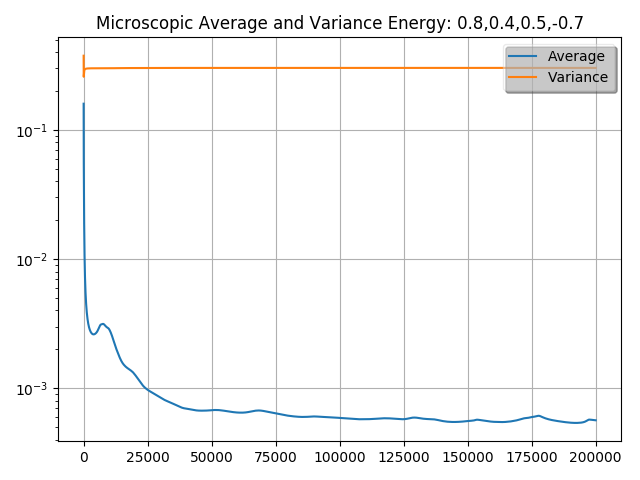 Microscopic Average and Variance Energy: 0.8,0.4,0.5,-0.7
Average
Variance
10⁻¹
10⁻²
10⁻³
0 25000 50000 75000 100000 125000 150000 175000 200000